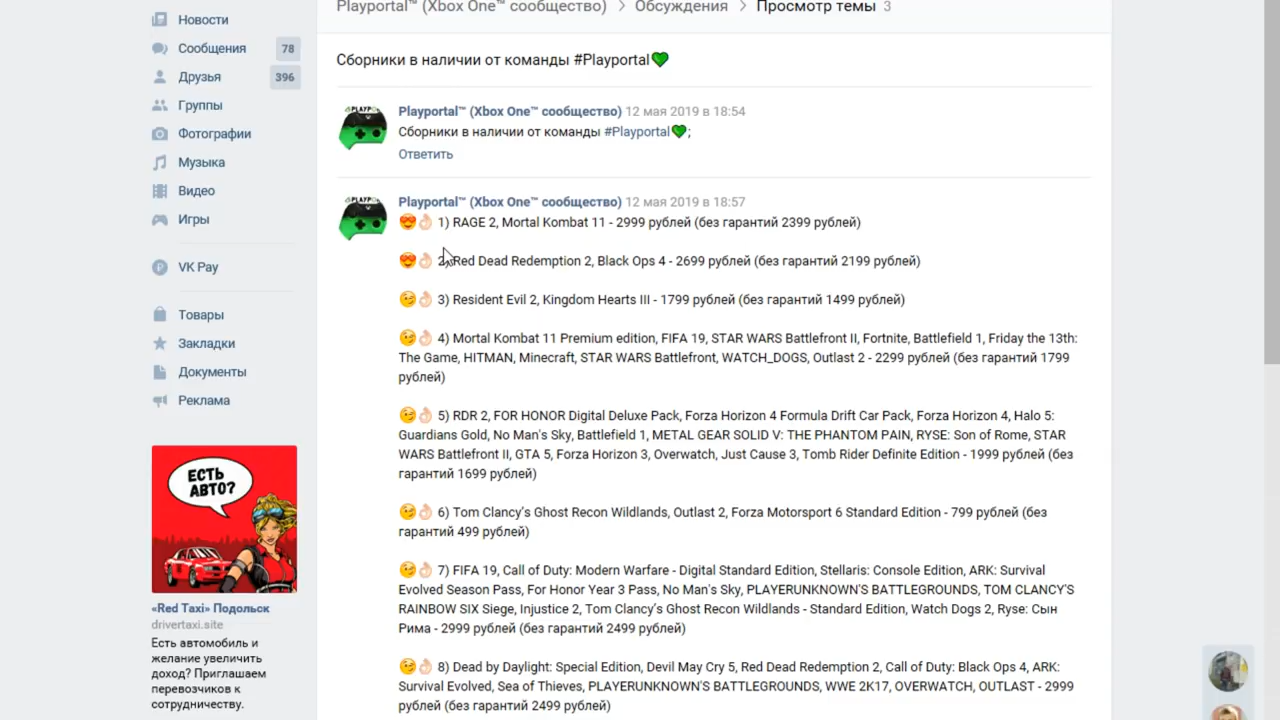 Playportal™ (Xbox One™ сообщество) > Обсуждения > Просмотр темы 3
Новости
Сообщения 78
Друзья 396
Группы
Фотографии
Музыка
Видео
Игры
VK Pay
Товары
Закладки
Документы
Реклама
ЕСТЬ
АВТО?
«Red Taxi» Подольск
drivertaxi.site
Есть автомобиль и
желание увеличить
доход? Приглашаем
перевозчиков к
сотрудничеству.
Сборники в наличии от команды #Playportal💚
PLAYPO
Playportal™ (Xbox One™ сообщество) 12 мая 2019 в 18:54
Сборники в наличии от команды #Playportal💚;
Ответить
PLAYPO
Playportal™ (Xbox One™ сообщество) 12 мая 2019 в 18:57
😍👌🏻 1) RAGE 2, Mortal Kombat 11 - 2999 рублей (без гарантий 2399 рублей)
😍👌🏻 2) Red Dead Redemption 2, Black Ops 4 - 2699 рублей (без гарантий 2199 рублей)
😉👌🏻 3) Resident Evil 2, Kingdom Hearts III - 1799 рублей (без гарантий 1499 рублей)
😉👌🏻 4) Mortal Kombat 11 Premium edition, FIFA 19, STAR WARS Battlefront II, Fortnite, Battlefield 1, Friday the 13th:
The Game, HITMAN, Minecraft, STAR WARS Battlefront, WATCH_DOGS, Outlast 2 - 2299 рублей (без гарантий 1799
рублей)
😉👌🏻 5) RDR 2, FOR HONOR Digital Deluxe Pack, Forza Horizon 4 Formula Drift Car Pack, Forza Horizon 4, Halo 5:
Guardians Gold, No Man's Sky, Battlefield 1, METAL GEAR SOLID V: THE PHANTOM PAIN, RYSE: Son of Rome, STAR
WARS Battlefront II, GTA 5, Forza Horizon 3, Overwatch, Just Cause 3, Tomb Rider Definite Edition - 1999 рублей (без
гарантий 1699 рублей)
😉👌🏻 6) Tom Clancy's Ghost Recon Wildlands, Outlast 2, Forza Motorsport 6 Standard Edition - 799 рублей (без
гарантий 499 рублей)
😉👌🏻 7) FIFA 19, Call of Duty: Modern Warfare - Digital Standard Edition, Stellaris: Console Edition, ARK: Survival
Evolved Season Pass, For Honor Year 3 Pass, No Man's Sky, PLAYERUNKNOWN'S BATTLEGROUNDS, TOM CLANCY'S
RAINBOW SIX Siege, Injustice 2, Tom Clancy's Ghost Recon Wildlands - Standard Edition, Watch Dogs 2, Ryse: Сын
Рима - 2999 рублей (без гарантий 2499 рублей)
😉👌🏻 8) Dead by Daylight: Special Edition, Devil May Cry 5, Red Dead Redemption 2, Call of Duty: Black Ops 4, ARK:
Survival Evolved, Sea of Thieves, PLAYERUNKNOWN'S BATTLEGROUNDS, WWE 2K17, OVERWATCH, OUTLAST - 2999
рублей (без гарантий 2499 рублей)